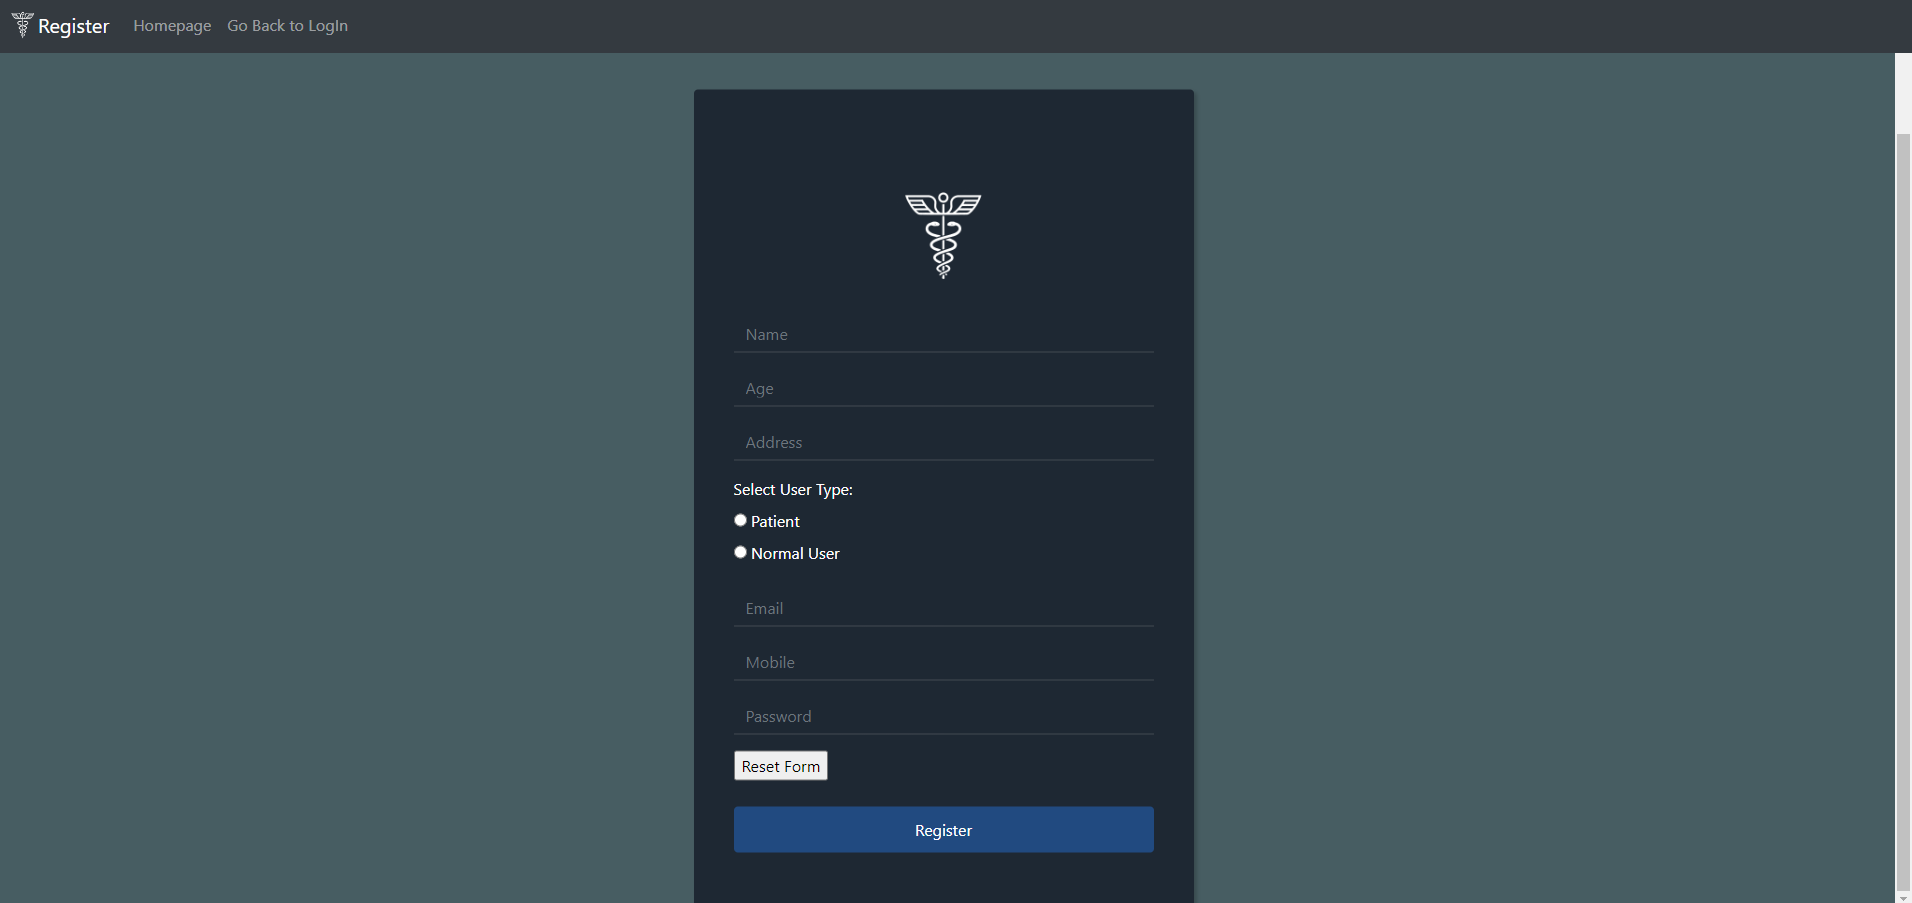 Register Homepage Go Back to LogIn
Name
Age
Address
Select User Type:
Patient
Normal User
Email
Mobile
Password
Reset Form
Register